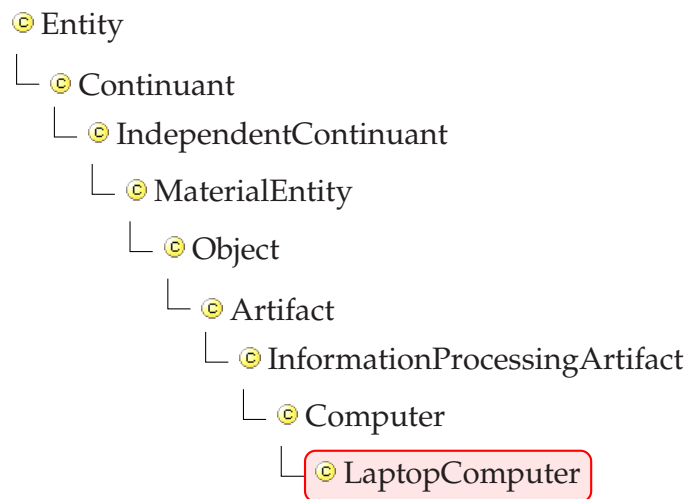 Entity
Continuant
IndependentContinuant
MaterialEntity
Object
Artifact
InformationProcessingArtifact
Computer
LaptopComputer